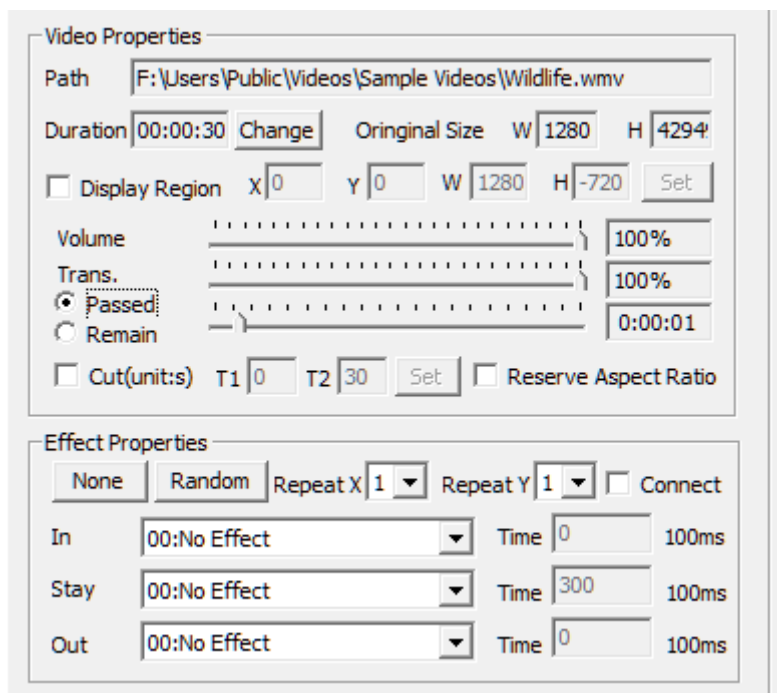 Video Properties
Path F:\Users\Public\Videos\Sample Videos\Wildlife.wmv
Duration 00:00:30 Change Oringinal Size W 1280 H 4294
Display Region X 0 Y 0 W 1280 H -720 Set
Volume 100%
Trans. 100%
Passed
Remain 0:00:01
Cut(unit:s) T1 0 T2 30 Set Reserve Aspect Ratio
Effect Properties
None Random Repeat X 1 Repeat Y 1 Connect
In 00:No Effect Time 0 100ms
Stay 00:No Effect Time 300 100ms
Out 00:No Effect Time 0 100ms